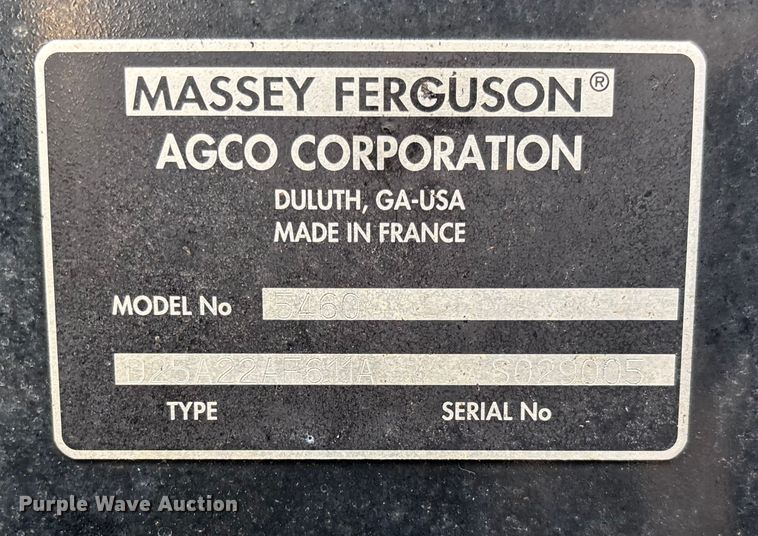 MASSEY FERGUSON®
AGCO CORPORATION
DULUTH, GA-USA
MADE IN FRANCE
MODEL No 5460
S029005
TYPE SERIAL No
Purple Wave Auction